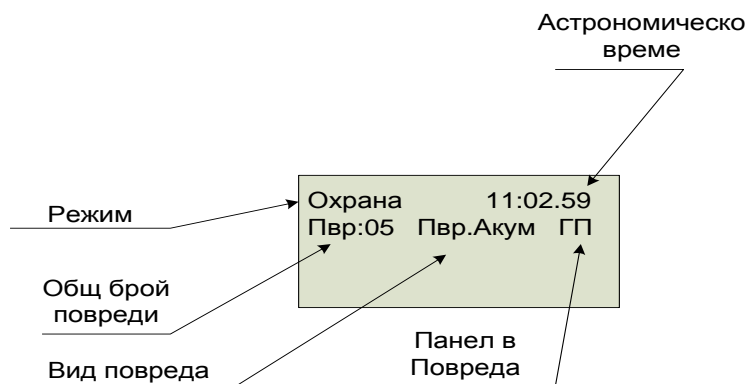 Астрономическо
време
Охрана 11:02.59
Пвр:05 Пвр.Акум ГП
Режим
Общ брой
повреди
Вид повреда
Панел в
Повреда